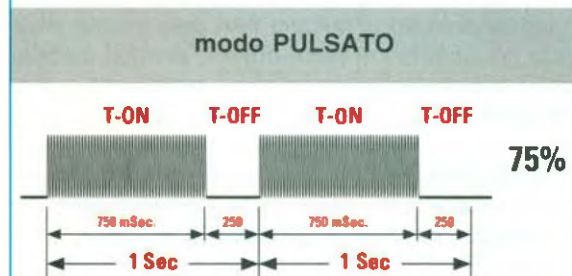 modo PULSATO
T-ON T-OFF T-ON T-OFF
75%
750 mSec. 250 750 mSec. 250
1 Sec 1 Sec